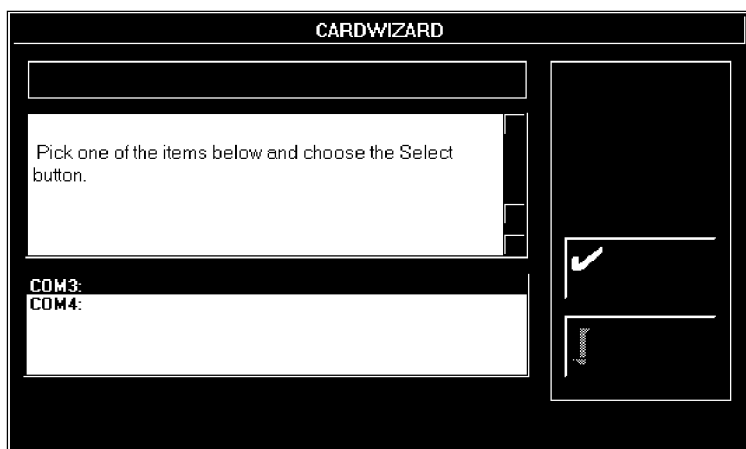 CARDWIZARD
Pick one of the items below and choose the Select
button.
COM3:
COM4: